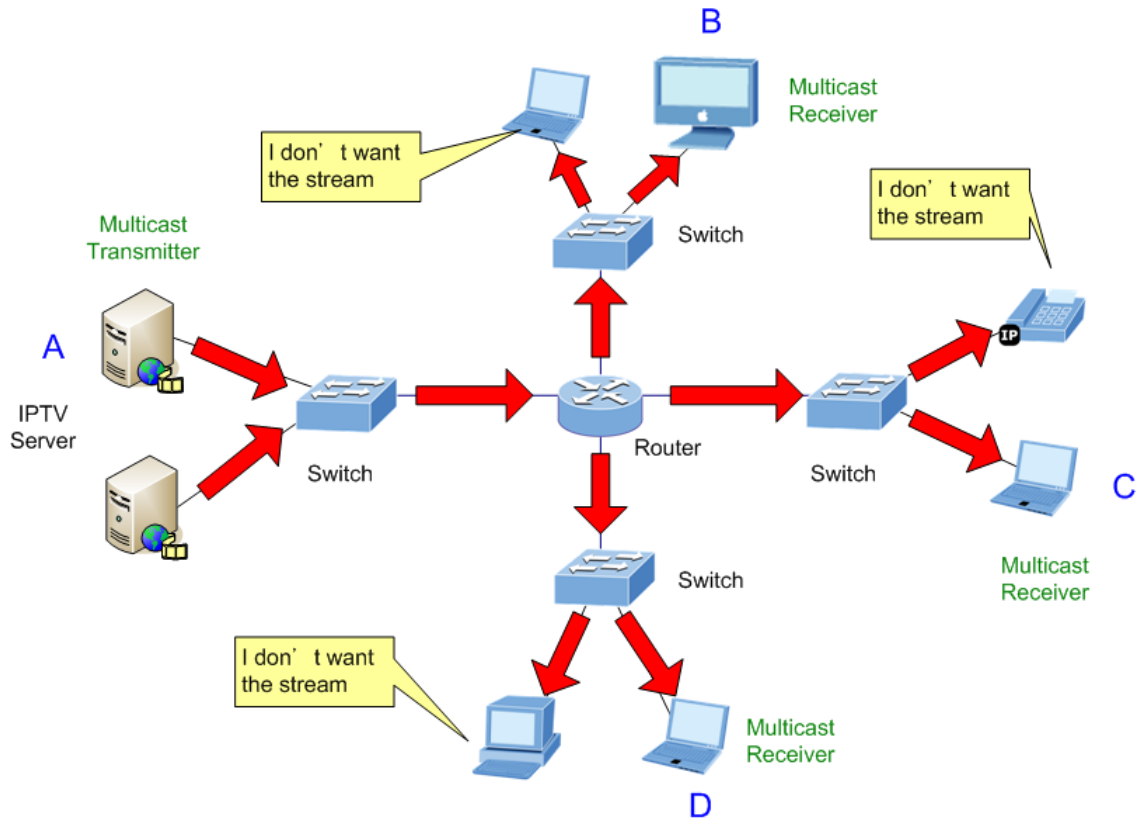 B
Multicast
Receiver
I don’t want
the stream
Switch
I don’t want
the stream
Multicast
Transmitter
A
IPTV
Server
Switch
Router
Switch
IP
C
Multicast
Receiver
Switch
I don’t want
the stream
Multicast
Receiver
D